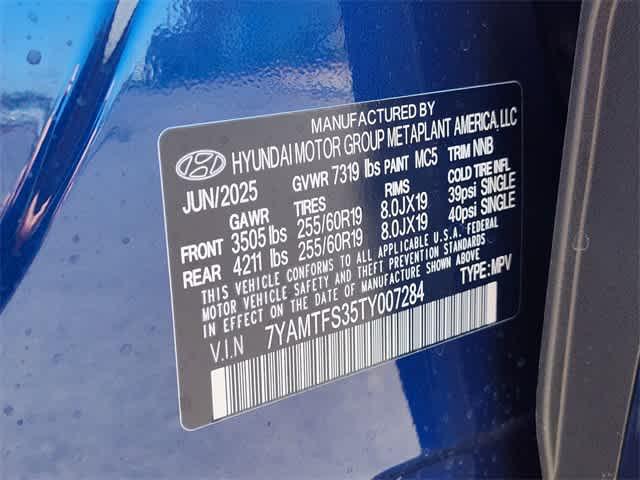 MANUFACTURED BY
HYUNDAI MOTOR GROUP METAPLANT AMERICA, LLC
JUN/2025 GVWR 7319 lbs PAINT MC5 TRIM NNB
GAWR TIRES RIMS COLD TIRE INFL
FRONT 3505 lbs 255/60R19 8.0JX19 39psi SINGLE
REAR 4211 lbs 255/60R19 8.0JX19 40psi SINGLE
THIS VEHICLE CONFORMS TO ALL APPLICABLE U.S.A. FEDERAL
MOTOR VEHICLE SAFETY AND THEFT PREVENTION STANDARDS
IN EFFECT ON THE DATE OF MANUFACTURE SHOWN ABOVE.
V.I.N 7YAMTFS35TY007284 TYPE:MPV